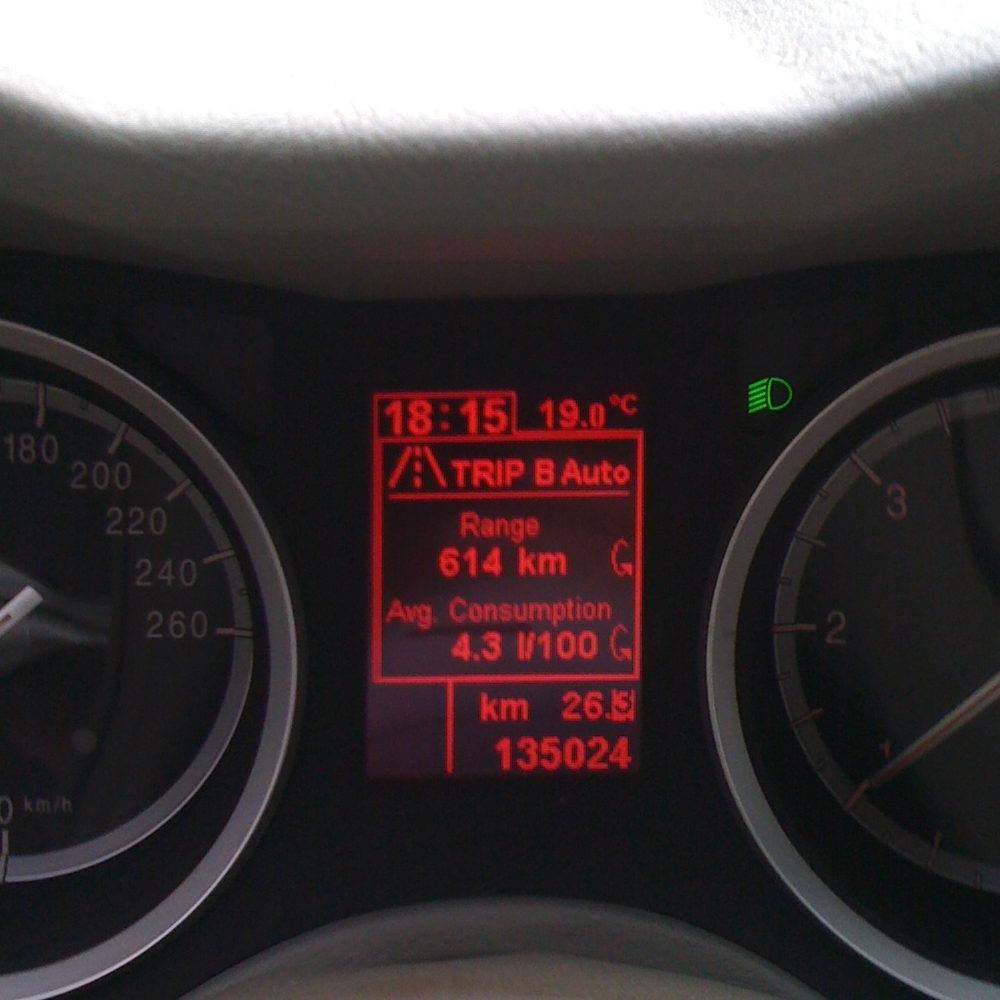 18:15 19.0 °C
TRIP B Auto
Range
614 km
Avg. Consumption
4.3 l/100
km 26.5
135024
180
200
220
240
260
0 km/h
3
2
1